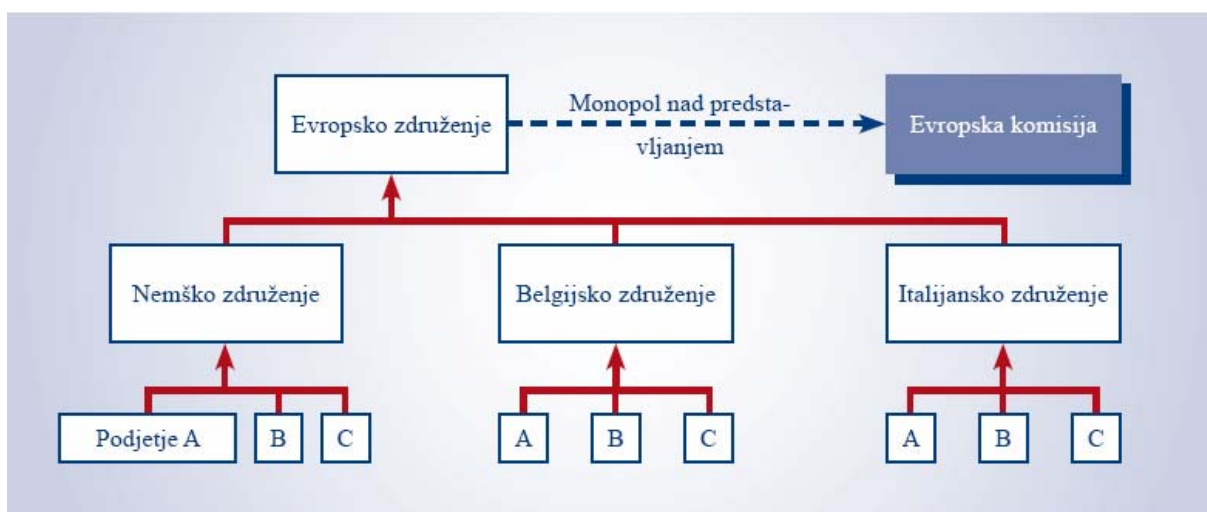 Evropsko združenje
Monopol nad predsta-
vljanjem
Evropska komisija
Nemško združenje
Belgijsko združenje
Italijansko združenje
Podjetje A
B
C
A
B
C
A
B
C